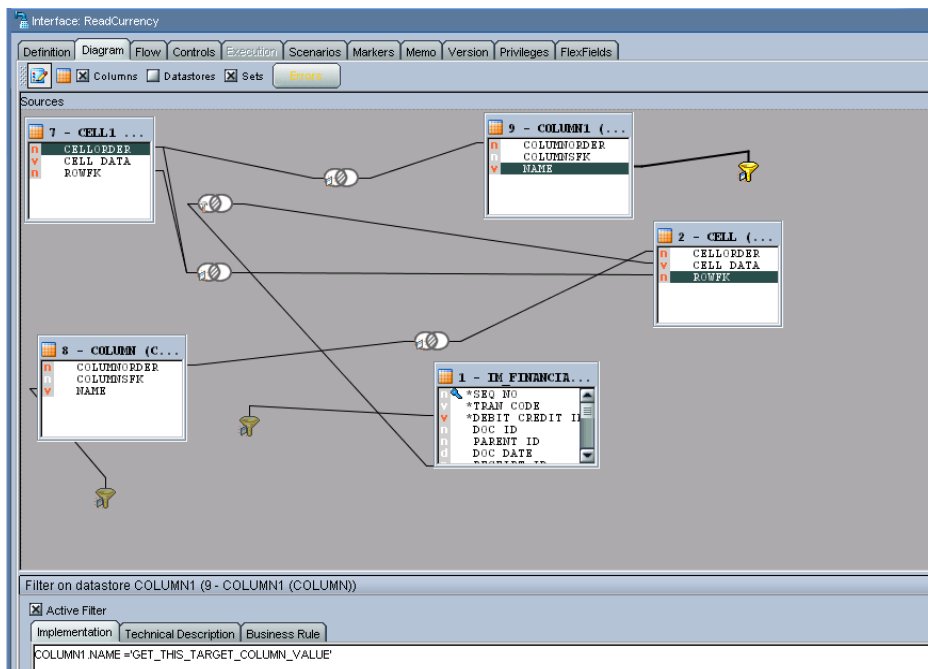 Interface: ReadCurrency
Definition Diagram Flow Controls Execution Scenarios Markers Memo Version Privileges FlexFields
Columns Datastores Sets Errors
Sources
7 - CELL1 ...
n CELLORDER
v CELL DATA
n ROWFK
9 - COLUMN1 (...
n COLUMNORDER
n COLUMNSFK
v NAME
2 - CELL (...
n CELLORDER
v CELL DATA
n ROWFK
8 - COLUMN (C...
n COLUMNORDER
n COLUMNSFK
v NAME
1 - IM_FINANCIA...
n *SEQ NO
v *TRAN CODE
v *DEBIT CREDIT I
n DOC ID
n PARENT ID
d DOC DATE
RECEIPT ID
Filter on datastore COLUMN1 (9 - COLUMN1 (COLUMN))
Active Filter
Implementation Technical Description Business Rule
COLUMN1.NAME ='GET_THIS_TARGET_COLUMN_VALUE'